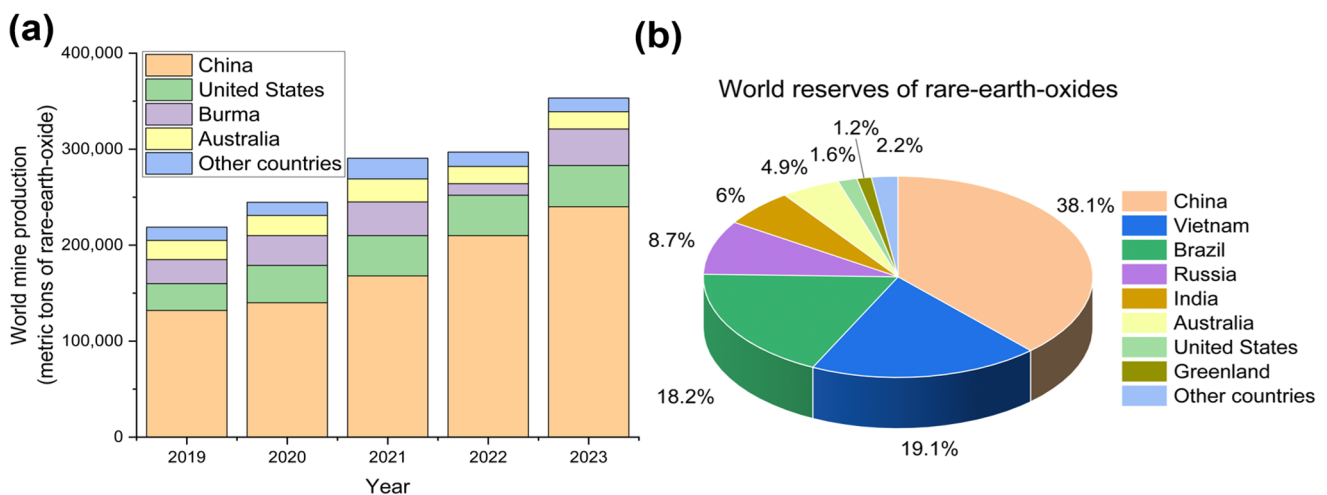 (a)
400,000
300,000
200,000
100,000
0
World mine production
(metric tons of rare-earth-oxide)
China
United States
Burma
Australia
Other countries
2019
2020
2021
2022
2023
Year
(b)
World reserves of rare-earth-oxides
1.2%
2.2%
1.6%
4.9%
6%
8.7%
38.1%
18.2%
19.1%
China
Vietnam
Brazil
Russia
India
Australia
United States
Greenland
Other countries